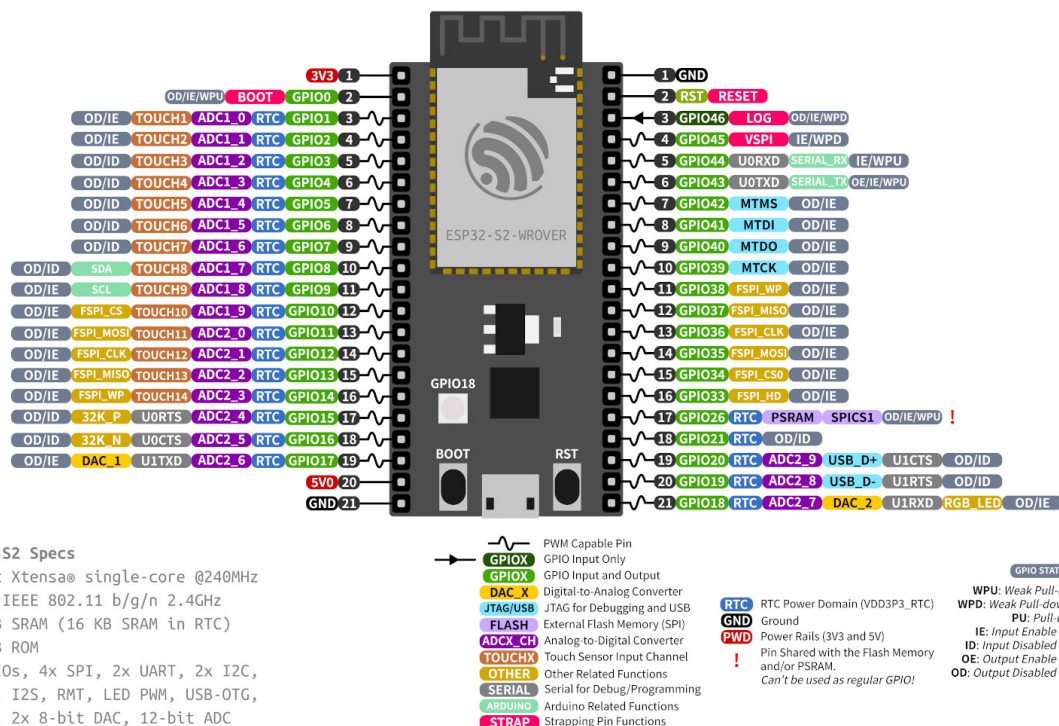 3V3 1
OD/IE/WPU BOOT GPIO0 2
OD/IE TOUCH1 ADC1_0 RTC GPIO1 3
OD/IE TOUCH2 ADC1_1 RTC GPIO2 4
OD/ID TOUCH3 ADC1_2 RTC GPIO3 5
OD/ID TOUCH4 ADC1_3 RTC GPIO4 6
OD/ID TOUCH5 ADC1_4 RTC GPIO5 7
OD/ID TOUCH6 ADC1_5 RTC GPIO6 8
OD/ID TOUCH7 ADC1_6 RTC GPIO7 9
OD/ID SDA TOUCH8 ADC1_7 RTC GPIO8 10
OD/IE SCL TOUCH9 ADC1_8 RTC GPIO9 11
OD/IE FSPI_CS TOUCH10 ADC1_9 RTC GPIO10 12
OD/IE FSPI_MOSI TOUCH11 ADC2_0 RTC GPIO11 13
OD/IE FSPI_CLK TOUCH12 ADC2_1 RTC GPIO12 14
OD/IE FSPI_MISO TOUCH13 ADC2_2 RTC GPIO13 15
OD/IE FSPI_WP TOUCH14 ADC2_3 RTC GPIO14 16
OD/ID 32K_P U0RTS ADC2_4 RTC GPIO15 17
OD/ID 32K_N U0CTS ADC2_5 RTC GPIO16 18
OD/IE DAC_1 U1TXD ADC2_6 RTC GPIO17 19
5V0 20
GND 21
ESP32-S2-WROVER
GPIO18
BOOT
RST
1 GND
2 RST RESET
3 GPIO46 LOG OD/IE/WPD
4 GPIO45 VSPI IE/WPD
5 GPIO44 U0RXD SERIAL_RX IE/WPU
6 GPIO43 U0TXD SERIAL_TX OE/IE/WPU
7 GPIO42 MTMS OD/IE
8 GPIO41 MTDI OD/IE
9 GPIO40 MTDO OD/IE
10 GPIO39 MTCK OD/IE
11 GPIO38 FSPI_WP OD/IE
12 GPIO37 FSPI_MISO OD/IE
13 GPIO36 FSPI_CLK OD/IE
14 GPIO35 FSPI_MOSI OD/IE
15 GPIO34 FSPI_CS0 OD/IE
16 GPIO33 FSPI_HD OD/IE
17 GPIO26 RTC PSRAM SPICS1 OD/IE/WPU !
18 GPIO21 RTC OD/ID
19 GPIO20 RTC ADC2_9 USB_D+ U1CTS OD/ID
20 GPIO19 RTC ADC2_8 USB_D- U1RTS OD/ID
21 GPIO18 RTC ADC2_7 DAC_2 U1RXD RGB_LED OD/IE
S2 Specs
Xtensa® single-core @240MHz
IEEE 802.11 b/g/n 2.4GHz
SRAM (16 KB SRAM in RTC)
ROM
IOs, 4x SPI, 2x UART, 2x I2C,
I2S, RMT, LED PWM, USB-OTG,
2x 8-bit DAC, 12-bit ADC
PWM Capable Pin
GPIOX GPIO Input Only
GPIOX GPIO Input and Output
DAC_X Digital-to-Analog Converter
JTAG/USB JTAG for Debugging and USB
FLASH External Flash Memory (SPI)
ADCX_CH Analog-to-Digital Converter
TOUCHX Touch Sensor Input Channel
OTHER Other Related Functions
SERIAL Serial for Debug/Programming
ARDUINO Arduino Related Functions
STRAP Strapping Pin Functions
RTC RTC Power Domain (VDD3P3_RTC)
GND Ground
PWD Power Rails (3V3 and 5V)
! Pin Shared with the Flash Memory
and/or PSRAM.
Can't be used as regular GPIO!
GPIO STAT
WPU: Weak Pull-
WPD: Weak Pull-dow
PU: Pull-
IE: Input Enable
ID: Input Disabled
OE: Output Enable
OD: Output Disabled